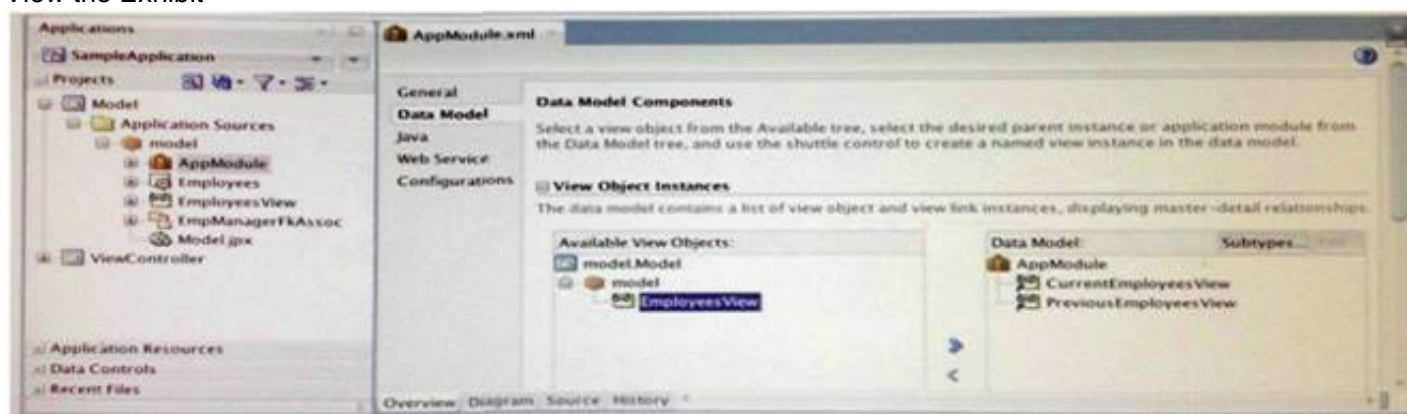 View the Exhibit
Applications
SampleApplication
Projects
Model
Application Sources
model
AppModule
Employees
EmployeesView
EmpManagerFkAssoc
Model.jpx
ViewController
Application Resources
Data Controls
Recent Files
AppModule.xml
General
Data Model
Java
Web Service
Configurations
Data Model Components
Select a view object from the Available tree, select the desired parent instance or application module from
the Data Model tree, and use the shuttle control to create a named view instance in the data model.
View Object Instances
The data model contains a list of view object and view link instances, displaying master-detail relationships.
Available View Objects:
model.Model
model
EmployeesView
Data Model:
Subtypes...
AppModule
CurrentEmployeesView
PreviousEmployeesView
Overview Diagram Source History